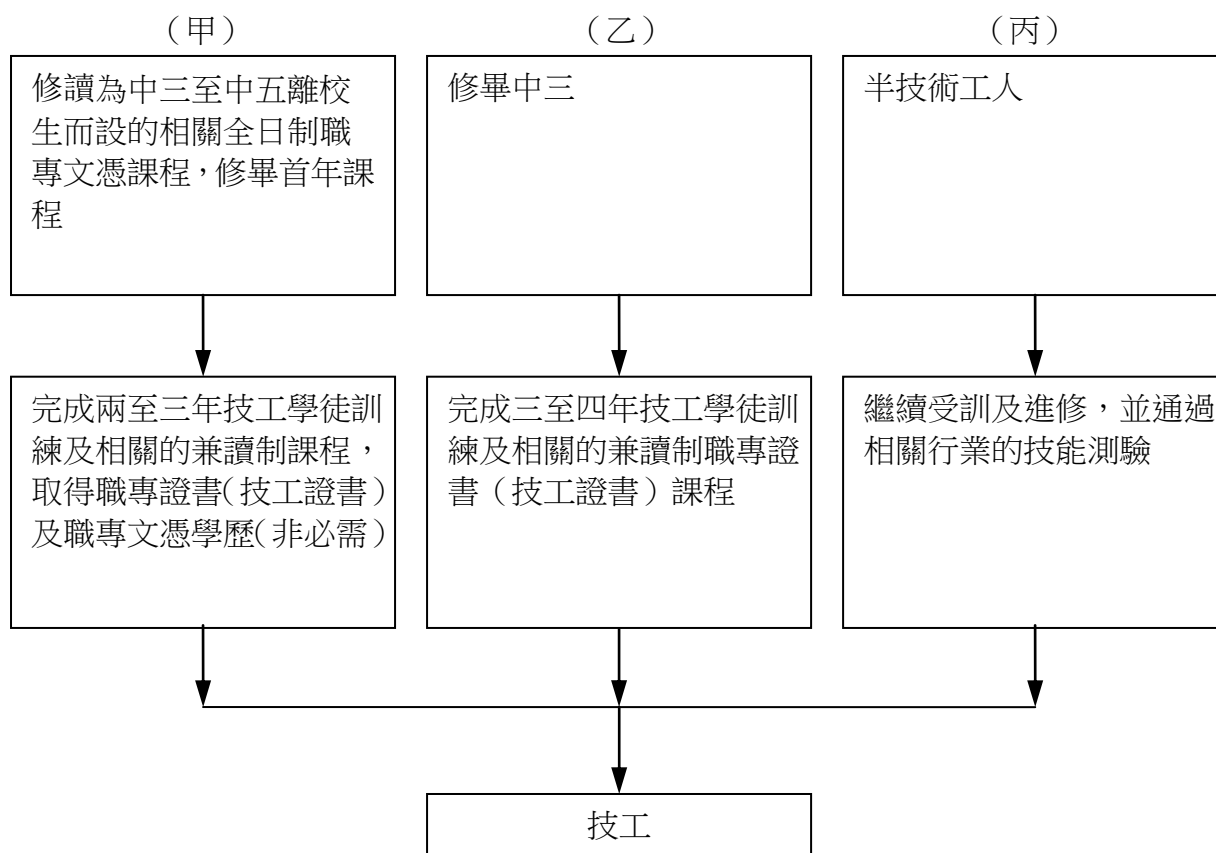 （甲）
修讀為中三至中五離校
生而設的相關全日制職
專文憑課程，修畢首年課
程
完成兩至三年技工學徒訓
練及相關的兼讀制課程，
取得職專證書（技工證書）
及職專文憑學歷（非必需）
（乙）
修畢中三
完成三至四年技工學徒訓
練及相關的兼讀制職專證
書（技工證書）課程
（丙）
半技術工人
繼續受訓及進修，並通過
相關行業的技能測驗
技工